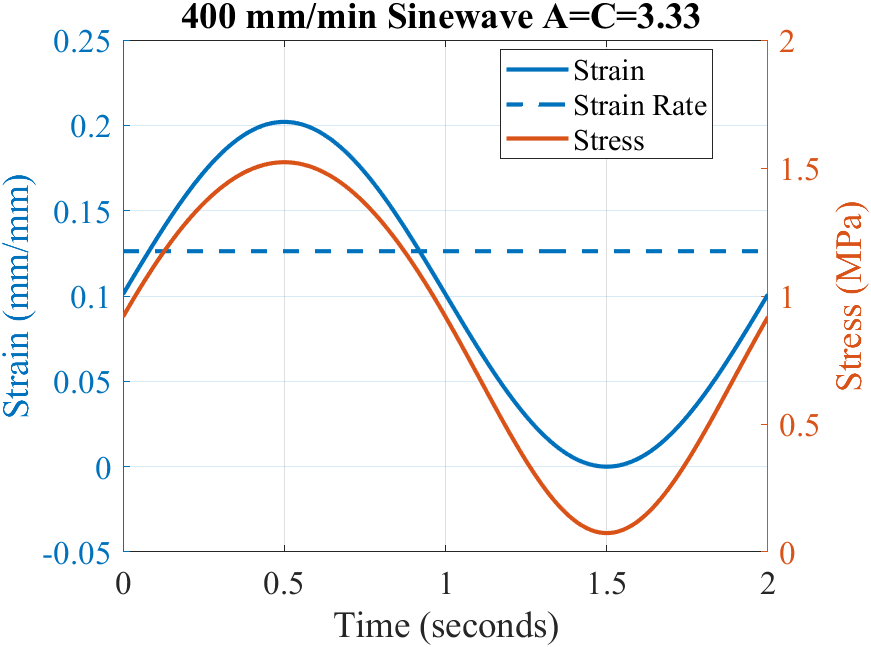 400 mm/min Sinewave A=C=3.33
Strain
Strain Rate
Stress
Strain (mm/mm)
0.25
0.2
0.15
0.1
0.05
0
-0.05
Stress (MPa)
2
1.5
1
0.5
0
0
0.5
1
1.5
2
Time (seconds)